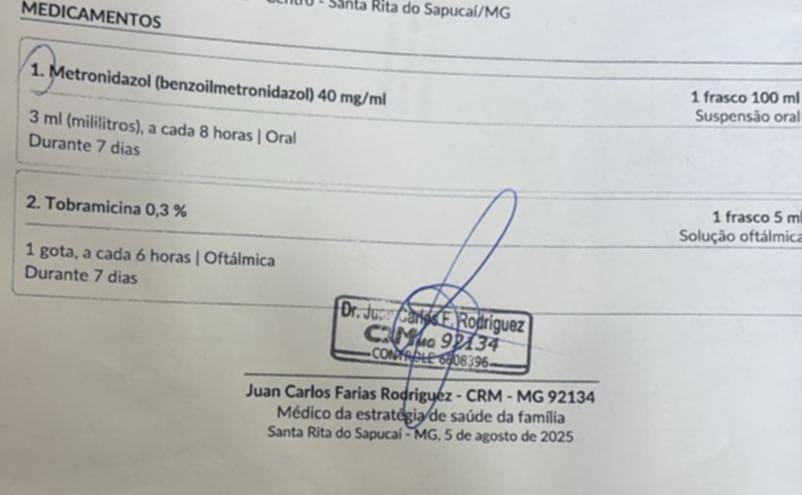 - Santa Rita do Sapucaí/MG
MEDICAMENTOS
1. Metronidazol (benzoilmetronidazol) 40 mg/ml
1 frasco 100 ml
Suspensão oral
3 ml (mililitros), a cada 8 horas | Oral
Durante 7 dias
2. Tobramicina 0,3 %
1 frasco 5 ml
Solução oftálmica
1 gota, a cada 6 horas | Oftálmica
Durante 7 dias
Dr. Carlos F. Rodriguez
92134
CONTROLE 6808396
Juan Carlos Farias Rodriguez - CRM - MG 92134
Médico da estratégia de saúde da família
Santa Rita do Sapucaí - MG, 5 de agosto de 2025